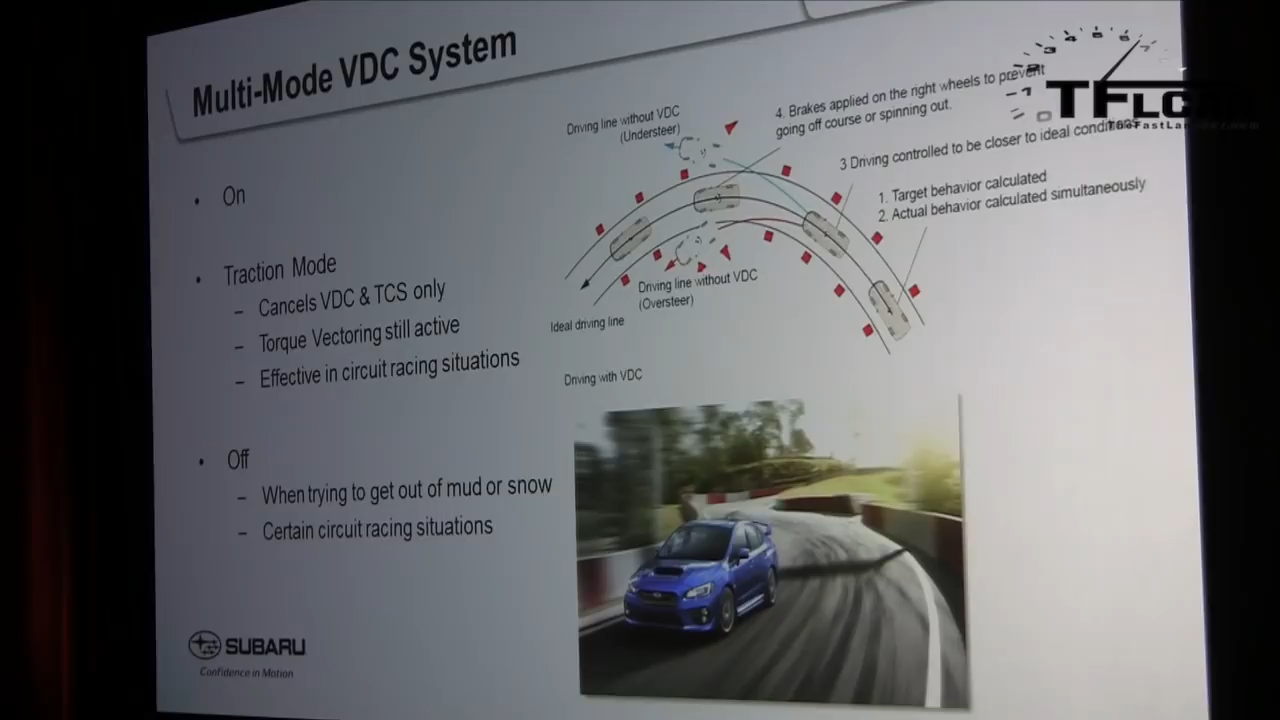 Multi-Mode VDC System
• On
• Traction Mode
– Cancels VDC & TCS only
– Torque Vectoring still active
– Effective in circuit racing situations
• Off
– When trying to get out of mud or snow
– Certain circuit racing situations
SUBARU
Confidence in Motion
Driving line without VDC
(Understeer)
4. Brakes applied on the right wheels to prevent
going off course or spinning out.
3 Driving controlled to be closer to ideal
1. Target behavior calculated
2. Actual behavior calculated simultaneously
Driving line without VDC
(Oversteer)
Ideal driving line
Driving with VDC